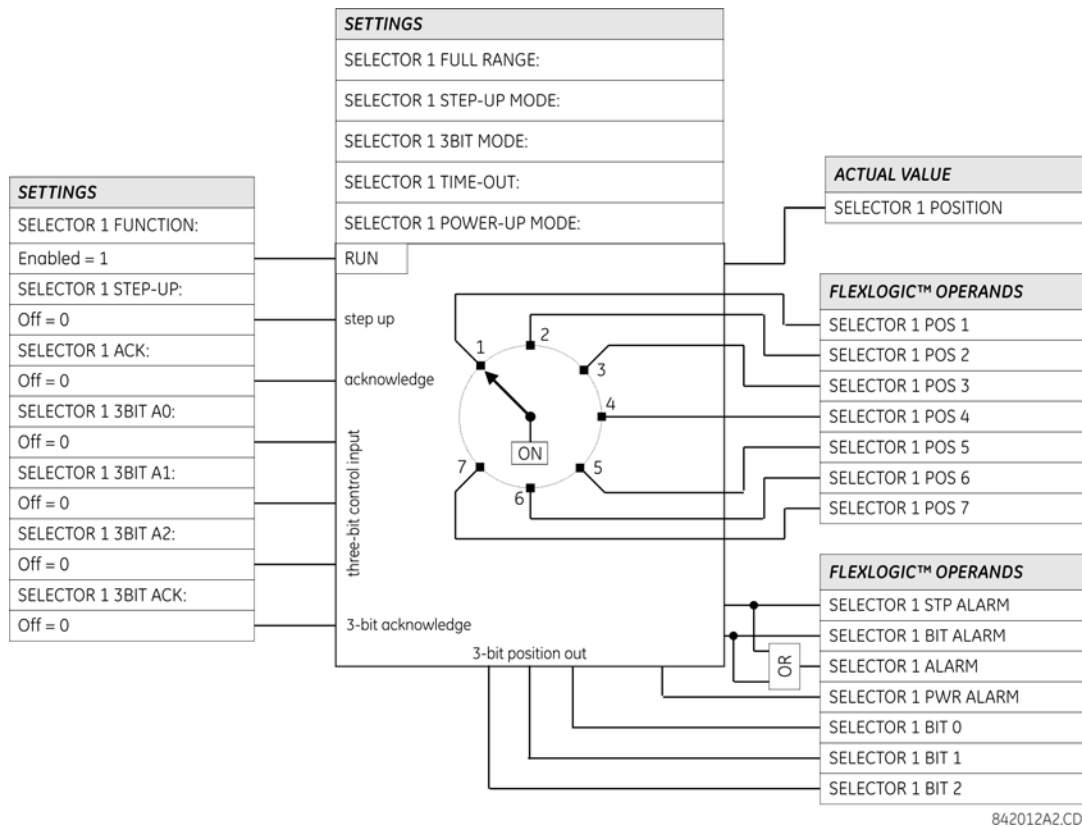 SETTINGS
SELECTOR 1 FULL RANGE:
SELECTOR 1 STEP-UP MODE:
SELECTOR 1 3BIT MODE:
SELECTOR 1 TIME-OUT:
SELECTOR 1 POWER-UP MODE:
SETTINGS
SELECTOR 1 FUNCTION:
Enabled = 1
SELECTOR 1 STEP-UP:
Off = 0
SELECTOR 1 ACK:
Off = 0
SELECTOR 1 3BIT A0:
Off = 0
SELECTOR 1 3BIT A1:
Off = 0
SELECTOR 1 3BIT A2:
Off = 0
SELECTOR 1 3BIT ACK:
Off = 0
RUN
step up
acknowledge
three-bit control input
3-bit acknowledge
3-bit position out
1
2
3
4
5
6
7
ON
ACTUAL VALUE
SELECTOR 1 POSITION
FLEXLOGIC™ OPERANDS
SELECTOR 1 POS 1
SELECTOR 1 POS 2
SELECTOR 1 POS 3
SELECTOR 1 POS 4
SELECTOR 1 POS 5
SELECTOR 1 POS 6
SELECTOR 1 POS 7
FLEXLOGIC™ OPERANDS
SELECTOR 1 STP ALARM
SELECTOR 1 BIT ALARM
OR
SELECTOR 1 ALARM
SELECTOR 1 PWR ALARM
SELECTOR 1 BIT 0
SELECTOR 1 BIT 1
SELECTOR 1 BIT 2
842012A2.CD